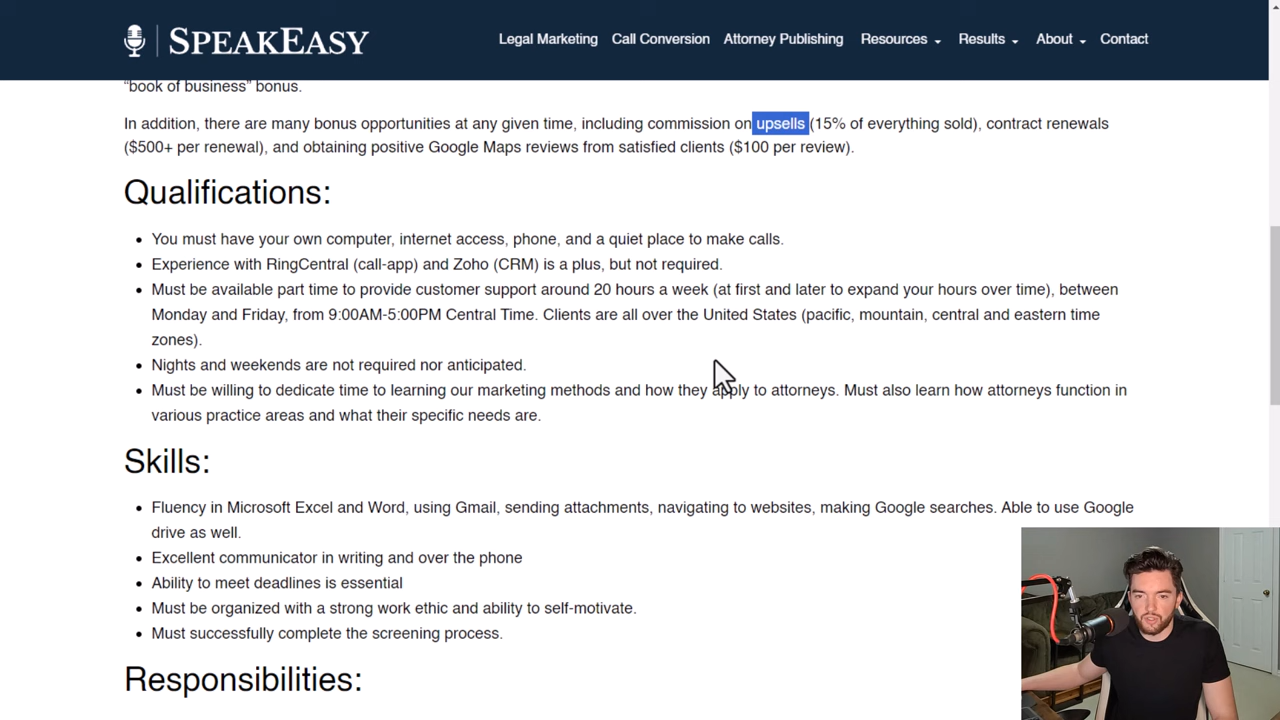 SPEAKEASY
Legal Marketing Call Conversion Attorney Publishing Resources Results About Contact
“book of business” bonus.
In addition, there are many bonus opportunities at any given time, including commission on upsells (15% of everything sold), contract renewals
($500+ per renewal), and obtaining positive Google Maps reviews from satisfied clients ($100 per review).
Qualifications:
• You must have your own computer, internet access, phone, and a quiet place to make calls.
• Experience with RingCentral (call-app) and Zoho (CRM) is a plus, but not required.
• Must be available part time to provide customer support around 20 hours a week (at first and later to expand your hours over time), between
Monday and Friday, from 9:00AM-5:00PM Central Time. Clients are all over the United States (pacific, mountain, central and eastern time
zones).
• Nights and weekends are not required nor anticipated.
• Must be willing to dedicate time to learning our marketing methods and how they apply to attorneys. Must also learn how attorneys function in
various practice areas and what their specific needs are.
Skills:
• Fluency in Microsoft Excel and Word, using Gmail, sending attachments, navigating to websites, making Google searches. Able to use Google
drive as well.
• Excellent communicator in writing and over the phone
• Ability to meet deadlines is essential
• Must be organized with a strong work ethic and ability to self-motivate.
• Must successfully complete the screening process.
Responsibilities: